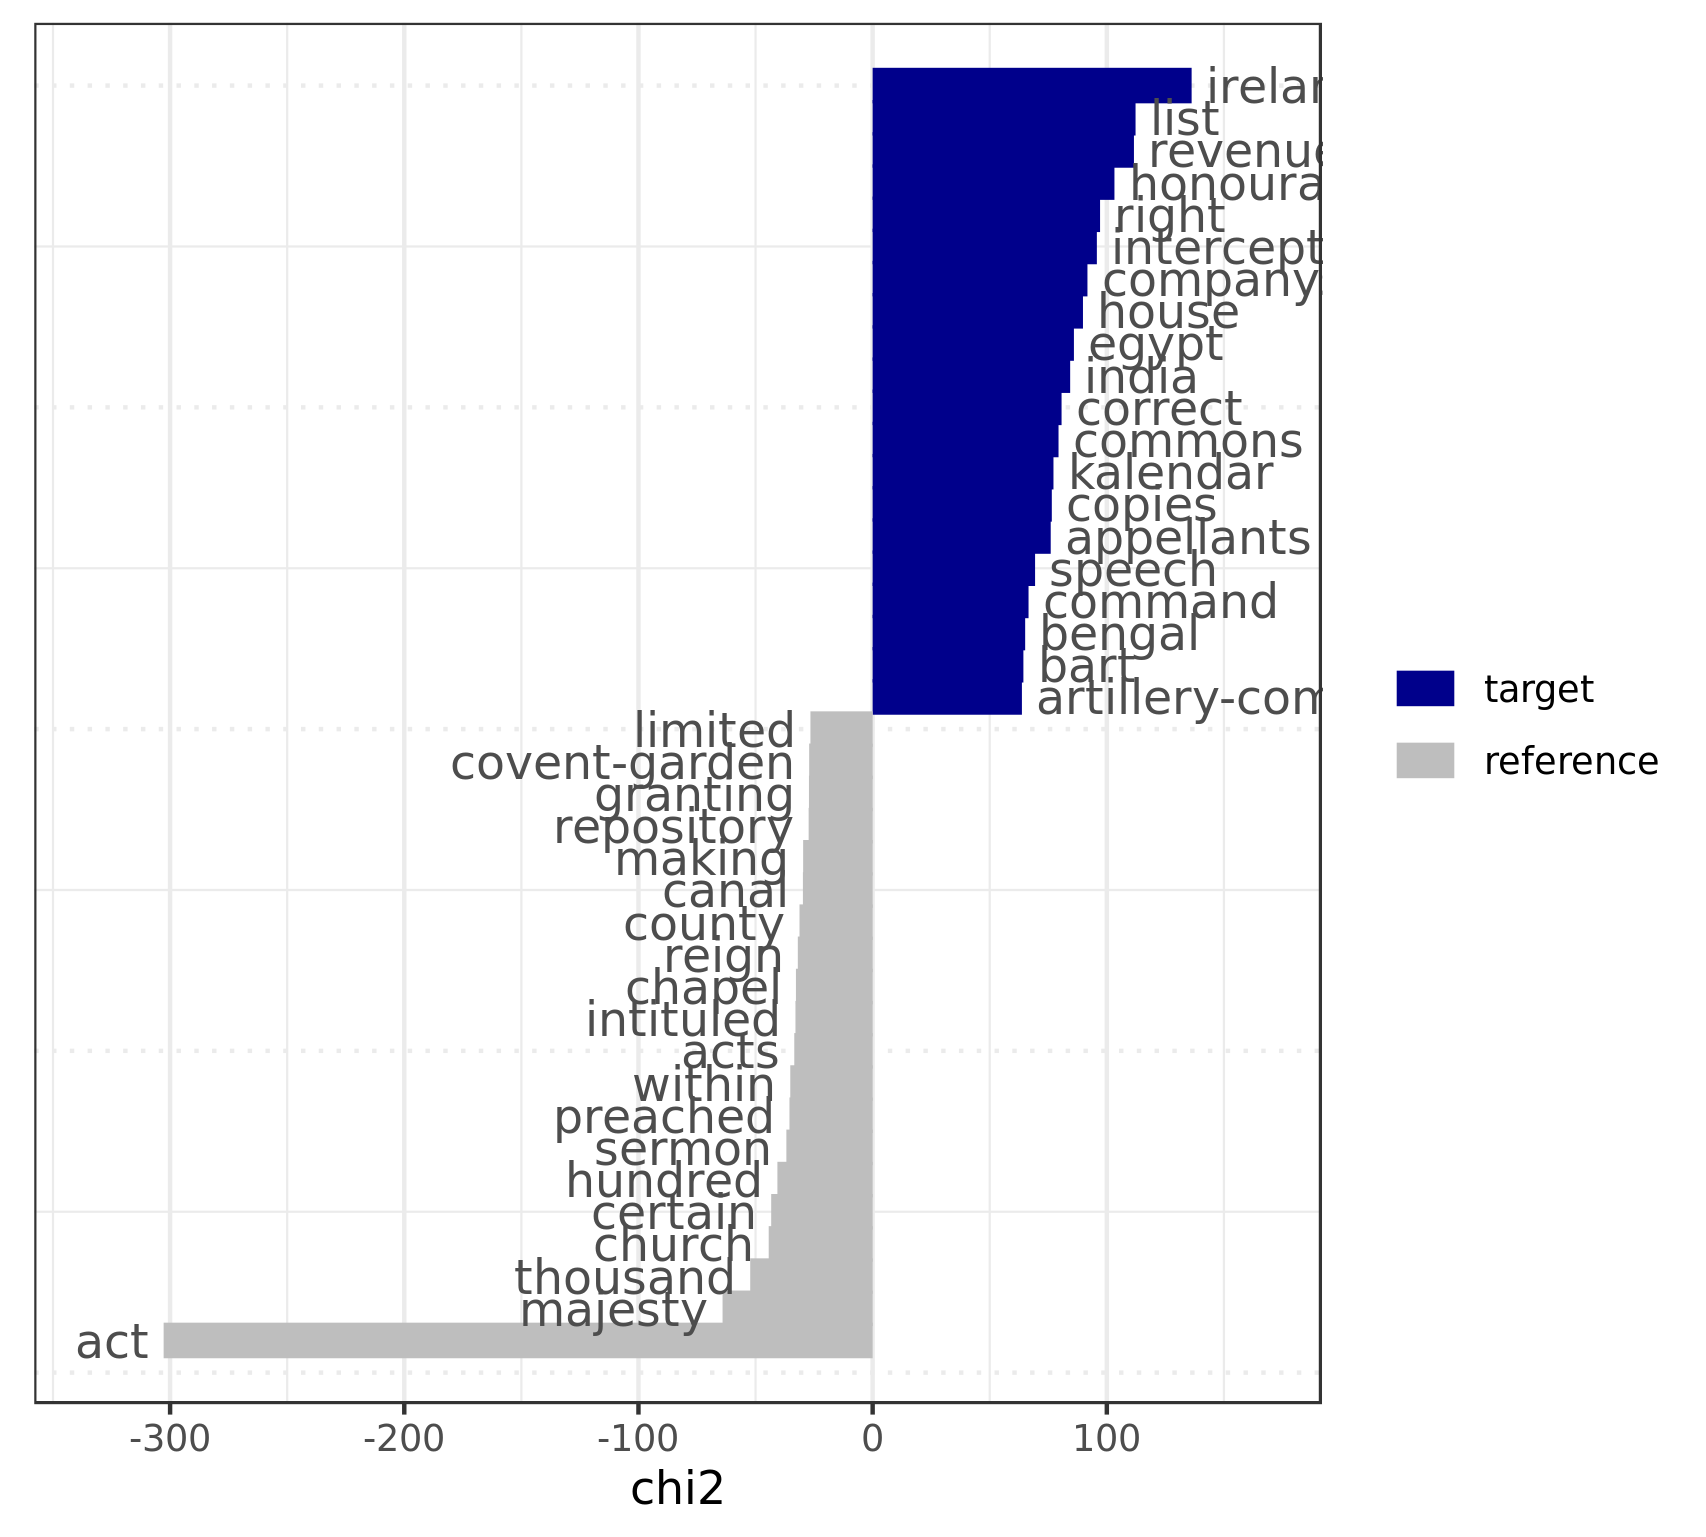 irelan
list
revenue
honoura
right
intercept
company
house
egypt
india
correct
commons
kalendar
copies
appellants
speech
command
bengal
bart
artillery-com
target
limited
covent-garden
reference
granting
repository
making
canal
county
reign
chapel
intituled
acts
within
preached
sermon
hundred
certain
church
thousand
majesty
act
-300 -200 -100 0 100
chi2